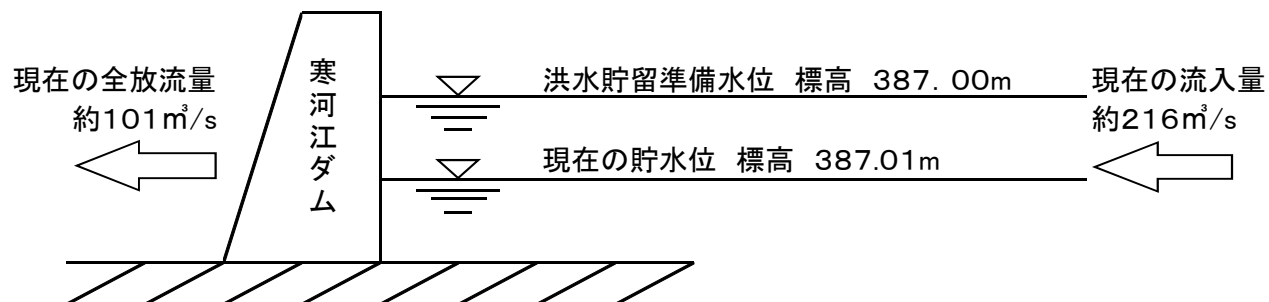 現在の全放流量
約101㎥/s
寒河江ダム
洪水貯留準備水位 標高 387.00m
現在の貯水位 標高 387.01m
現在の流入量
約216㎥/s